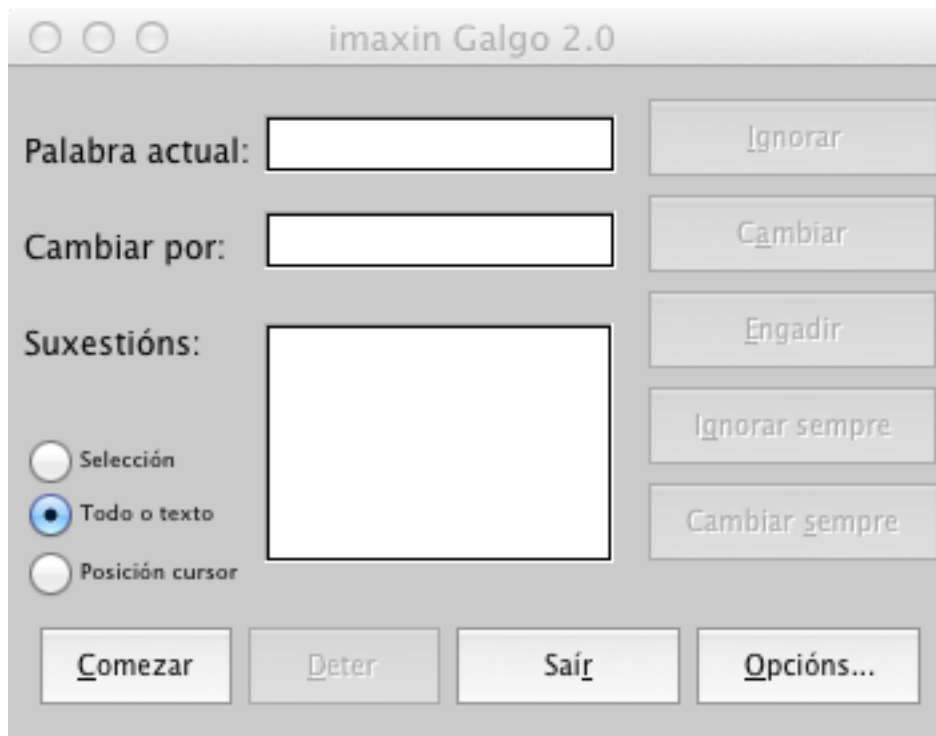 imaxin Galgo 2.0
Palabra actual:
Ignorar
Cambiar por:
Cambiar
Suxestións:
Engadir
Ignorar sempre
Cambiar sempre
Selección
Todo o texto
Posición cursor
Comezar
Deter
Saír
Opcións...